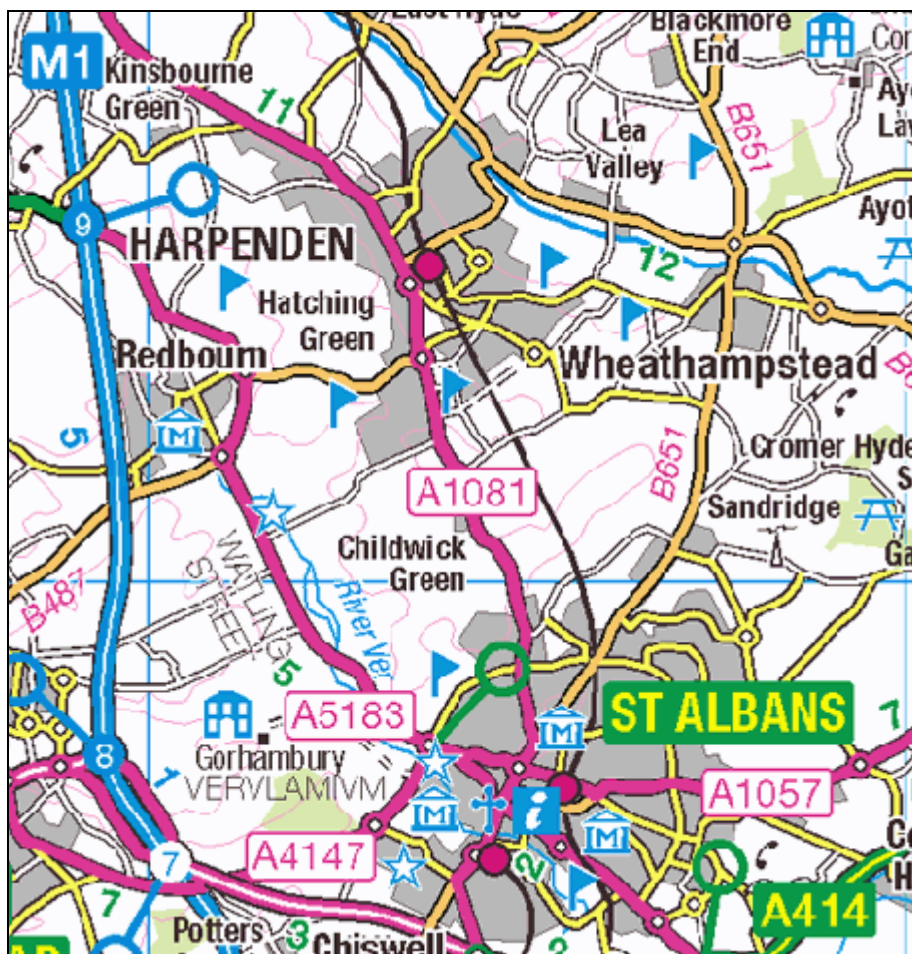 East Hyde
Blackmore
End
M1
Kinsbourne
Green
11
Lea
Valley
B651
9
HARPENDEN
12
Hatching
Green
Redbourn
Wheathampstead
5
M
B651
Cromer Hyde
A1081
Sandridge
WATLING
STREET
Childwick
Green
B487
River Ver
5
A5183
ST ALBANS
7
M
8
Gorhambury
VERVLAMIVM
1
A1057
M
i
M
A4147
7
2
7
3
A414
Potters
Chiswell